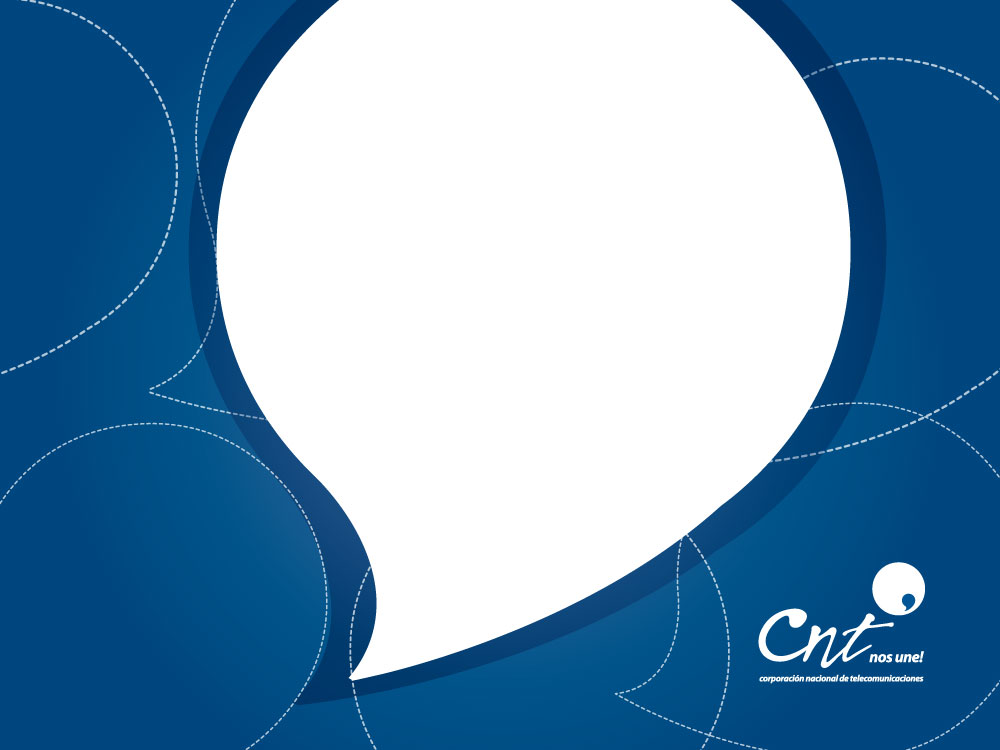 Cnt
nos une!
corporación nacional de telecomunicaciones